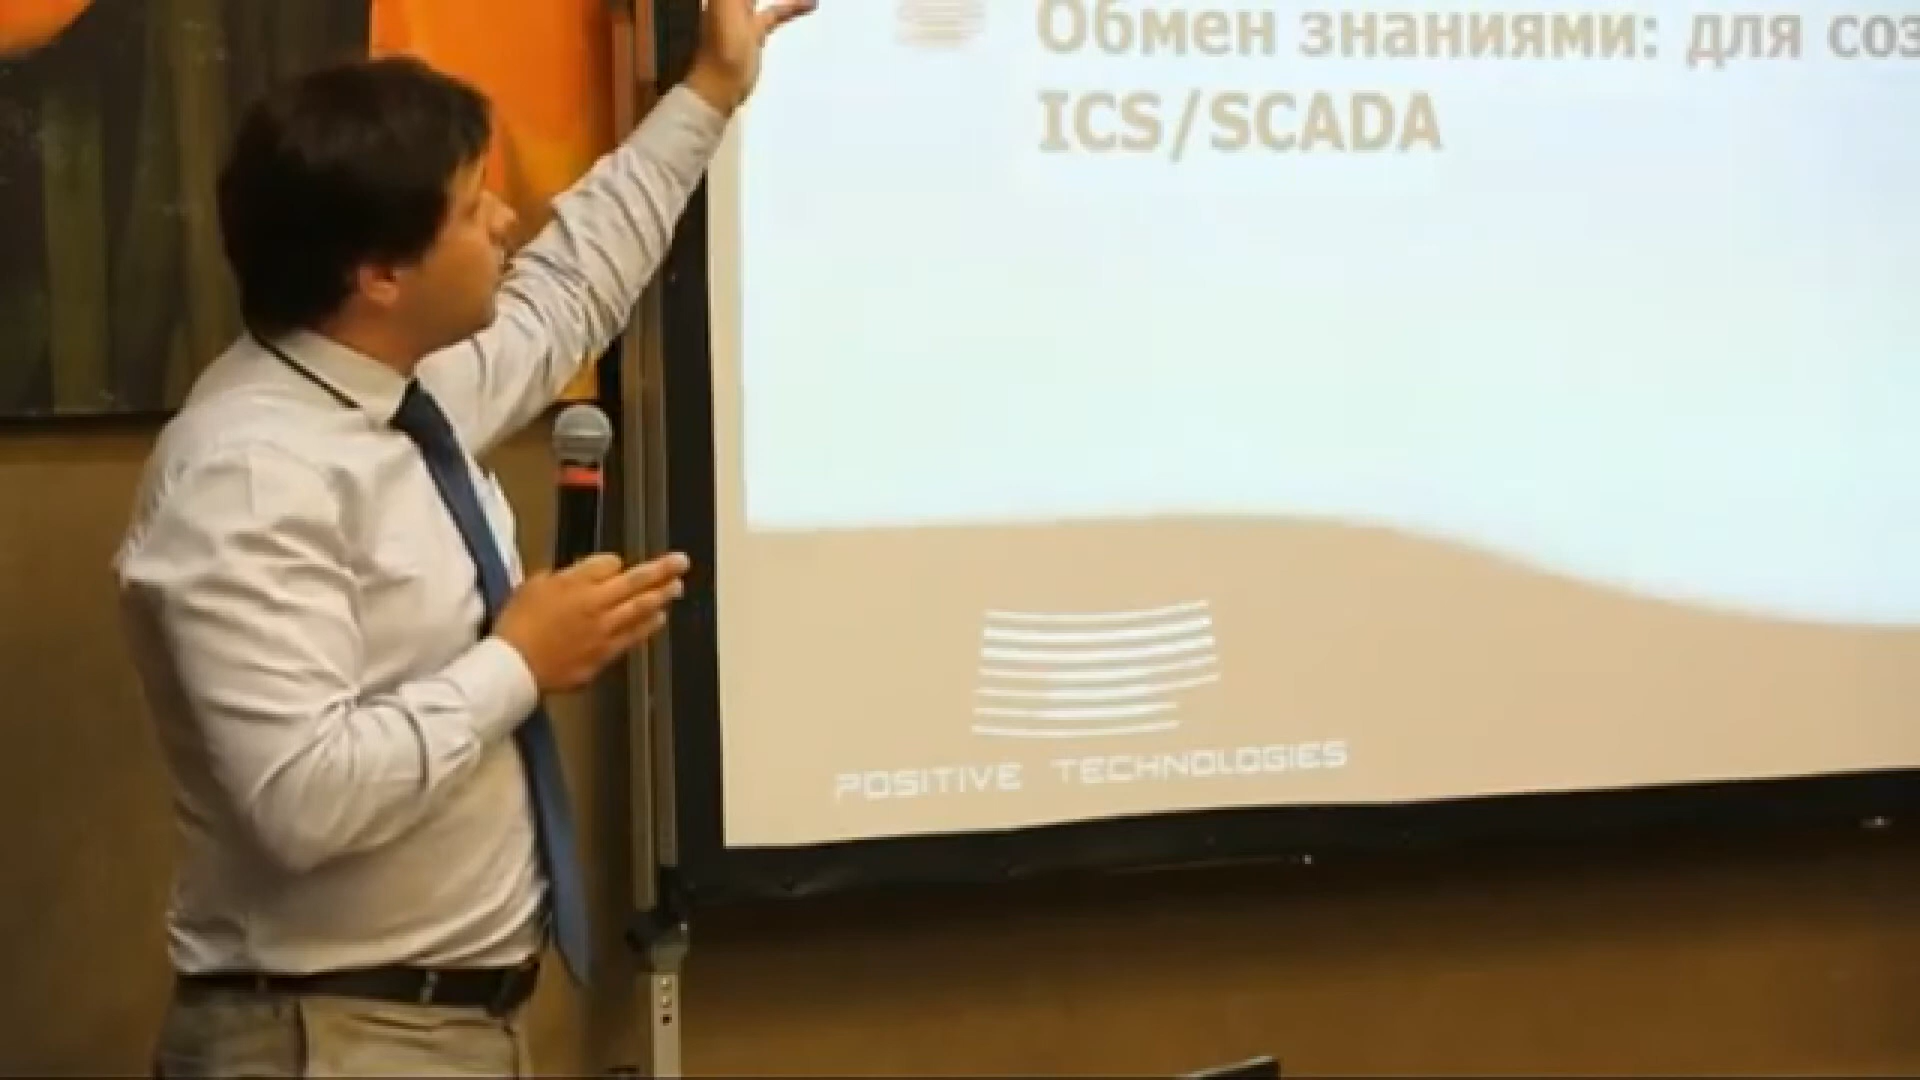 Обмен знаниями: для соз
ICS/SCADA
POSITIVE TECHNOLOGIES